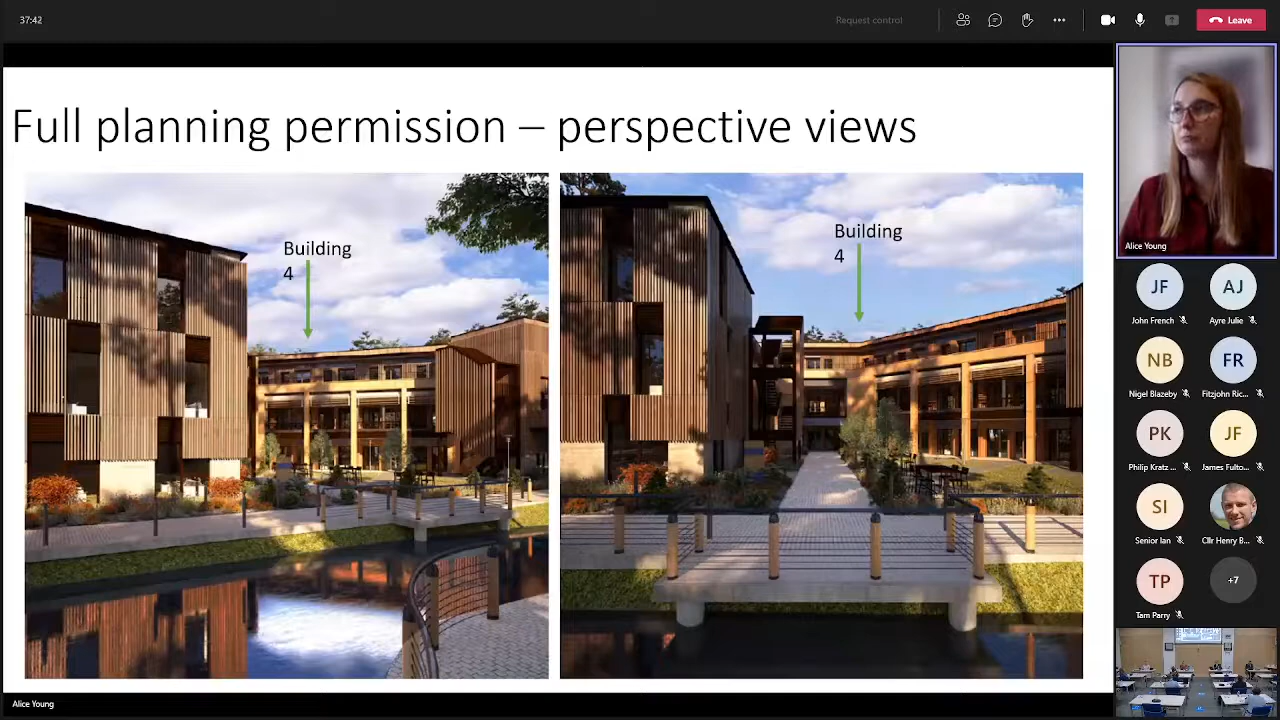 37:42
Request control
Leave
Full planning permission – perspective views
Building
4
Building
4
Alice Young
JF
AJ
John French
Ayre Julie
NB
FR
Nigel Blazeby
Fitzjohn Ric...
PK
JF
Philip Kratz ...
James Fulto...
SI
Senior Ian
Cllr Henry B...
TP
+7
Tam Parry
Alice Young